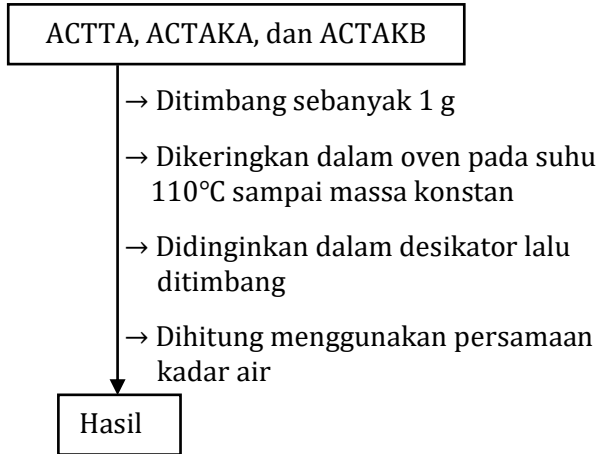 ACTTA, ACTAKA, dan ACTAKB
→ Ditimbang sebanyak 1 g
→ Dikeringkan dalam oven pada suhu
110°C sampai massa konstan
→ Didinginkan dalam desikator lalu
ditimbang
→ Dihitung menggunakan persamaan
kadar air
Hasil